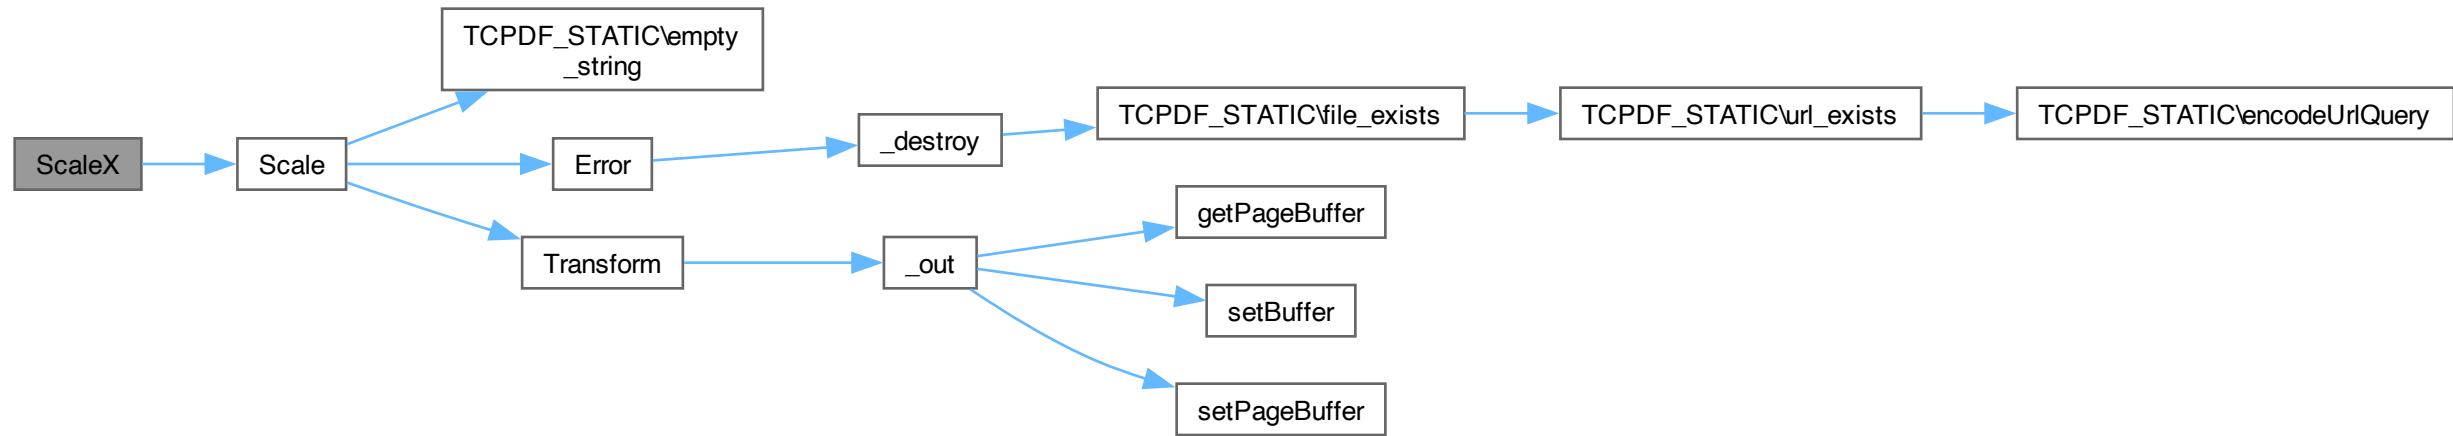 TCPDF_STATIC\empty
_string
ScaleX
Scale
Error
_destroy
TCPDF_STATIC\file_exists
TCPDF_STATIC\url_exists
TCPDF_STATIC\encodeUrlQuery
Transform
_out
getPageBuffer
setBuffer
setPageBuffer